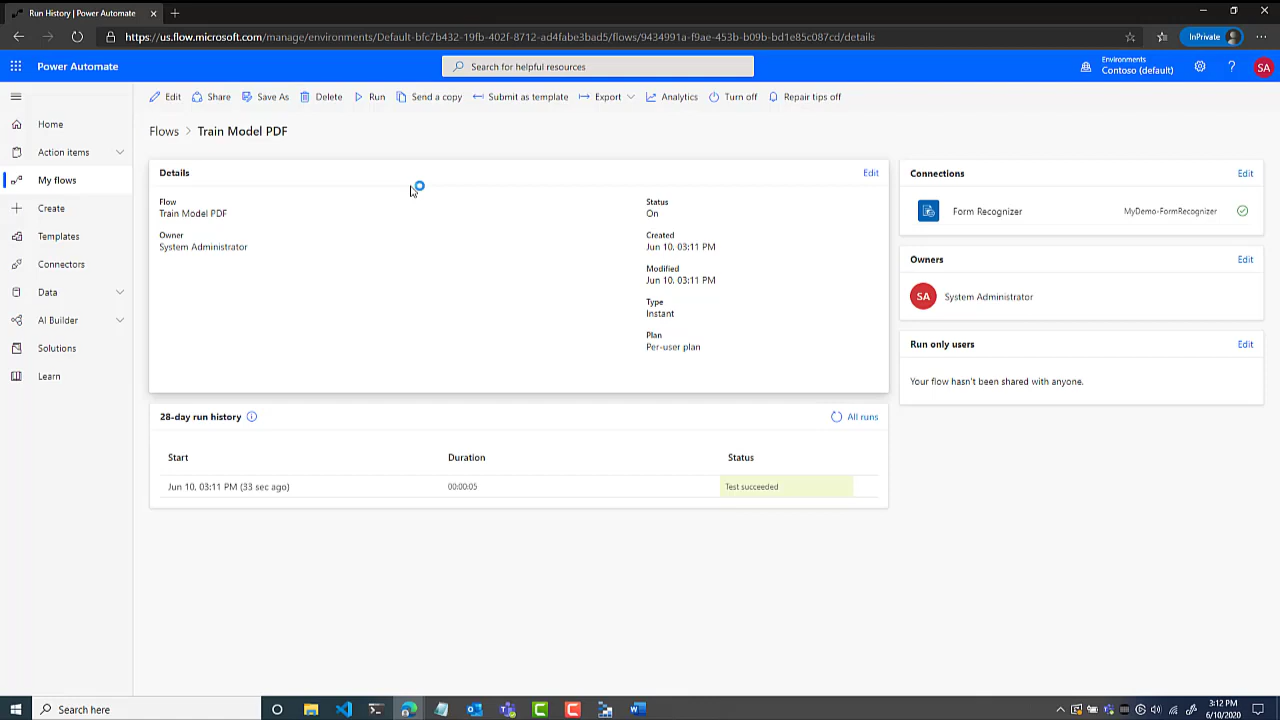 Run History | Power Automate
https://us.flow.microsoft.com/manage/environments/Default-bfc7b432-19fb-402f-8712-ad4fabe3bad5/flows/9434991a-f9ae-453b-b09b-bd1e85c087cd/details
InPrivate
Power Automate
Search for helpful resources
Environments
Contoso (default)
SA
Edit
Share
Save As
Delete
Run
Send a copy
Submit as template
Export
Analytics
Turn off
Repair tips off
Home
Action items
My flows
Create
Templates
Connectors
Data
AI Builder
Solutions
Learn
Flows > Train Model PDF
Details
Edit
Flow
Train Model PDF
Owner
System Administrator
Status
On
Created
Jun 10, 03:11 PM
Modified
Jun 10, 03:11 PM
Type
Instant
Plan
Per-user plan
28-day run history
All runs
Start Duration Status
Jun 10, 03:11 PM (33 sec ago) 00:00:05 Test succeeded
Connections
Edit
Form Recognizer MyDemo-FormRecognizer
Owners
Edit
SA System Administrator
Run only users
Edit
Your flow hasn't been shared with anyone.
Search here
3:12 PM
6/10/2020